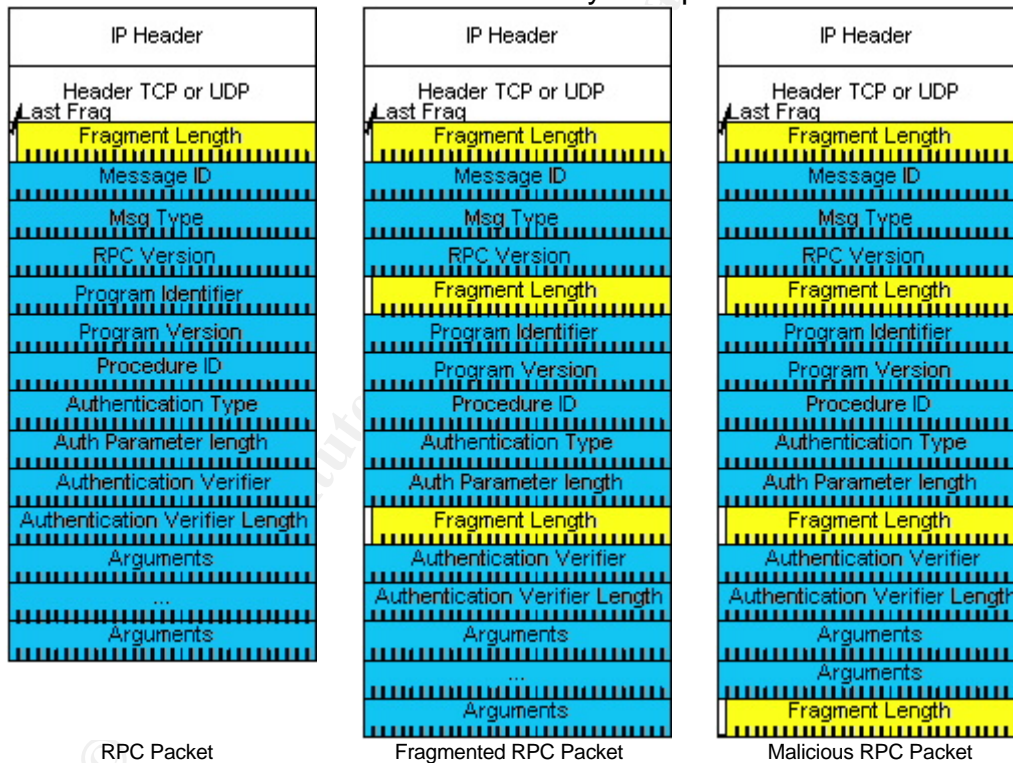 IP Header
Header TCP or UDP
Last Frag
Fragment Length
Message ID
Msg Type
RPC Version
Program Identifier
Program Version
Procedure ID
Authentication Type
Auth Parameter length
Authentication Verifier
Authentication Verifier Length
Arguments
...
Arguments
RPC Packet
IP Header
Header TCP or UDP
Last Frag
Fragment Length
Message ID
Msg Type
RPC Version
Fragment Length
Program Identifier
Program Version
Procedure ID
Authentication Type
Auth Parameter length
Fragment Length
Authentication Verifier
Authentication Verifier Length
Arguments
...
Arguments
Fragmented RPC Packet
IP Header
Header TCP or UDP
Last Frag
Fragment Length
Message ID
Msg Type
RPC Version
Fragment Length
Program Identifier
Program Version
Procedure ID
Authentication Type
Auth Parameter length
Fragment Length
Authentication Verifier
Authentication Verifier Length
Arguments
Arguments
Fragment Length
Malicious RPC Packet